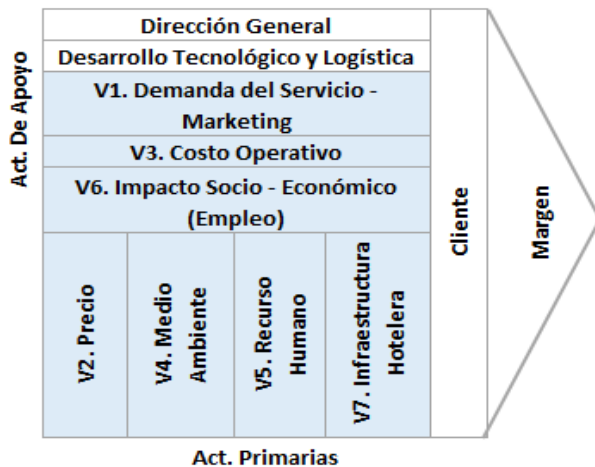 Act. De Apoyo
Dirección General
Desarrollo Tecnológico y Logística
V1. Demanda del Servicio -
Marketing
V3. Costo Operativo
V6. Impacto Socio - Económico
(Empleo)
V2. Precio
V4. Medio
Ambiente
V5. Recurso
Humano
V7. Infraestructura
Hotelera
Cliente
Margen
Act. Primarias